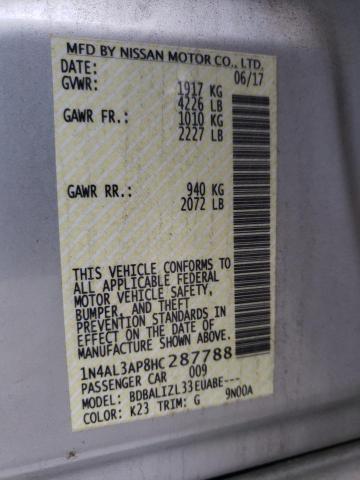 MFD BY NISSAN MOTOR CO., LTD.
DATE: 06/17
GVWR: 1917 KG
4226 LB
GAWR FR.: 1010 KG
2227 LB
GAWR RR.: 940 KG
2072 LB
THIS VEHICLE CONFORMS TO
ALL APPLICABLE FEDERAL
MOTOR VEHICLE SAFETY,
BUMPER, AND THEFT
PREVENTION STANDARDS
IN EFFECT ON THE DATE OF
MANUFACTURE SHOWN ABOVE.
1N4AL3AP8HC287788
PASSENGER CAR 009
MODEL: BDBALIZL33EUABE---
COLOR: K23 TRIM: G 9N00A